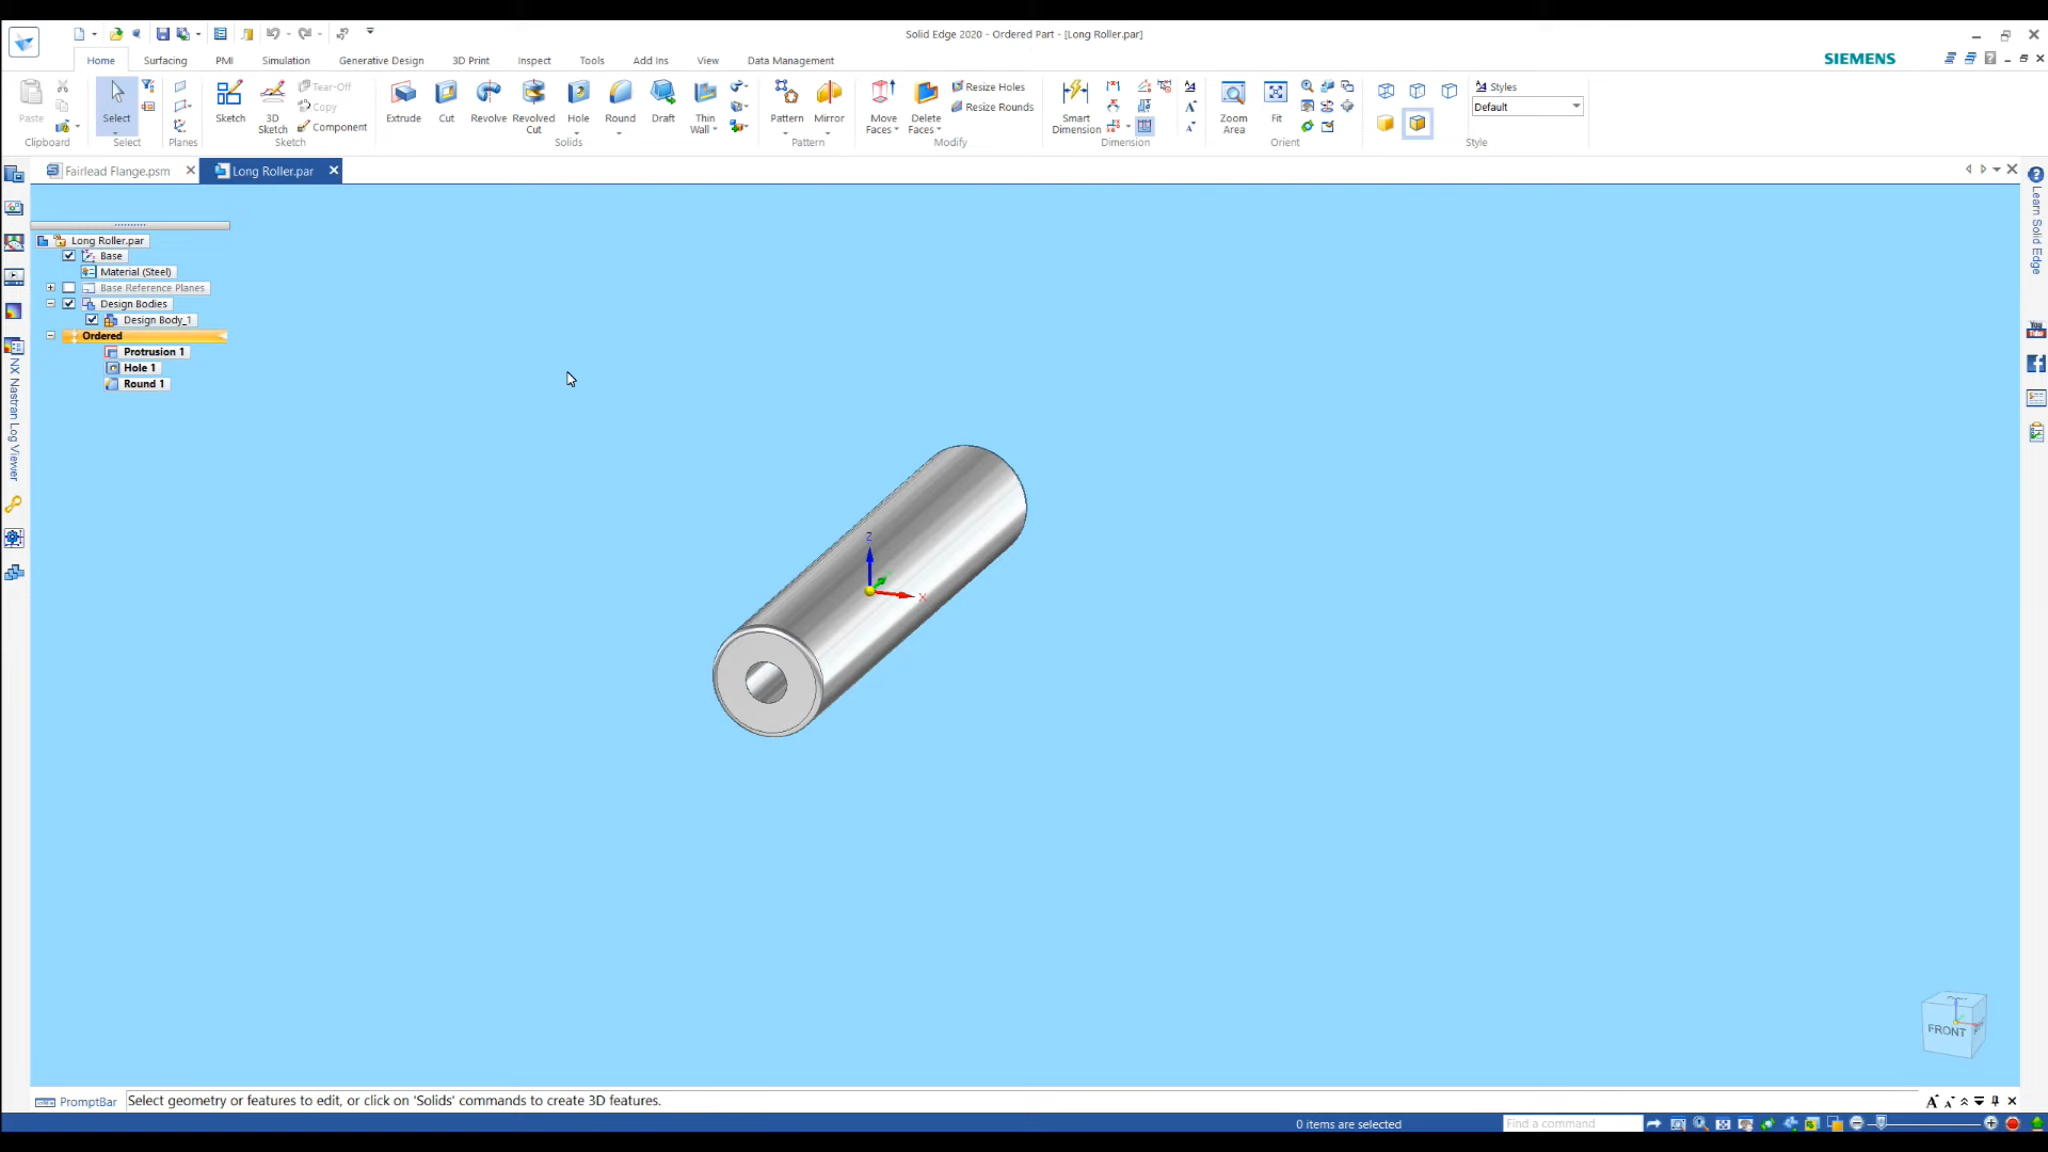 Solid Edge 2020 - Ordered Part - [Long Roller.par]
Home Surfacing PMI Simulation Generative Design 3D Print Inspect Tools Add Ins View Data Management
SIEMENS
Paste
Clipboard
Select
Select
Planes
Sketch
3D Sketch
Tear-Off
Copy
Component
Sketch
Extrude
Cut
Revolve
Revolved Cut
Hole
Round
Draft
Thin Wall
Solids
Pattern
Mirror
Pattern
Move Faces
Delete Faces
Resize Holes
Resize Rounds
Modify
Smart Dimension
Dimension
Zoom Area
Fit
Orient
Styles
Default
Style
Fairlead Flange.psm
Long Roller.par
Long Roller.par
Base
Material (Steel)
Base Reference Planes
Design Bodies
Design Body_1
Ordered
Protrusion 1
Hole 1
Round 1
NX Nastran Log Viewer
Learn Solid Edge
You Tube
Z
X
FRONT
PromptBar
Select geometry or features to edit, or click on 'Solids' commands to create 3D features.
0 items are selected
Find a command